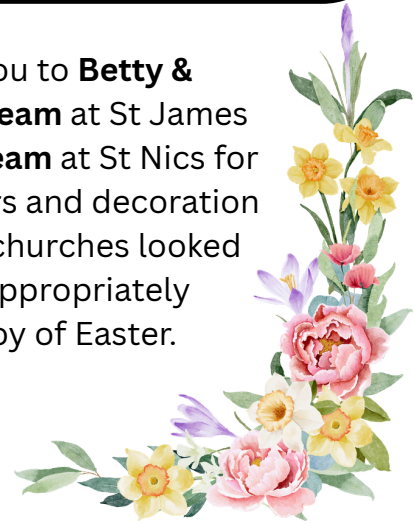 ou to Betty &
eam at St James
eam at St Nics for
rs and decoration
churches looked
ppropriately
oy of Easter.